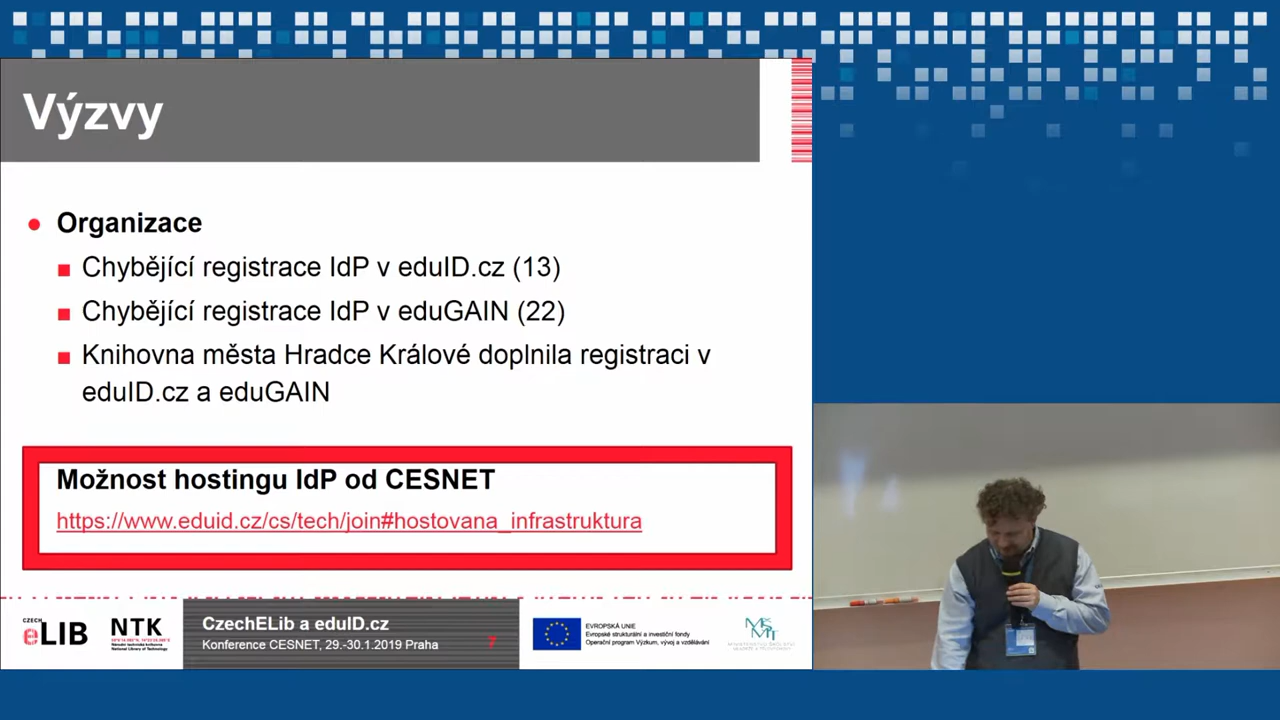 Výzvy
Organizace
Chybějící registrace IdP v eduID.cz (13)
Chybějící registrace IdP v eduGAIN (22)
Knihovna města Hradce Králové doplnila registraci v
eduID.cz a eduGAIN
Možnost hostingu IdP od CESNET
https://www.eduid.cz/cs/tech/join#hostovana_infrastruktura
CZECH
eLIB
NTK
Národní technická knihovna
National Library of Technology
CzechELib a eduID.cz
Konference CESNET, 29.-30.1.2019 Praha
7
EVROPSKÁ UNIE
Evropské strukturální a investiční fondy
Operační program Výzkum, vývoj a vzdělávání